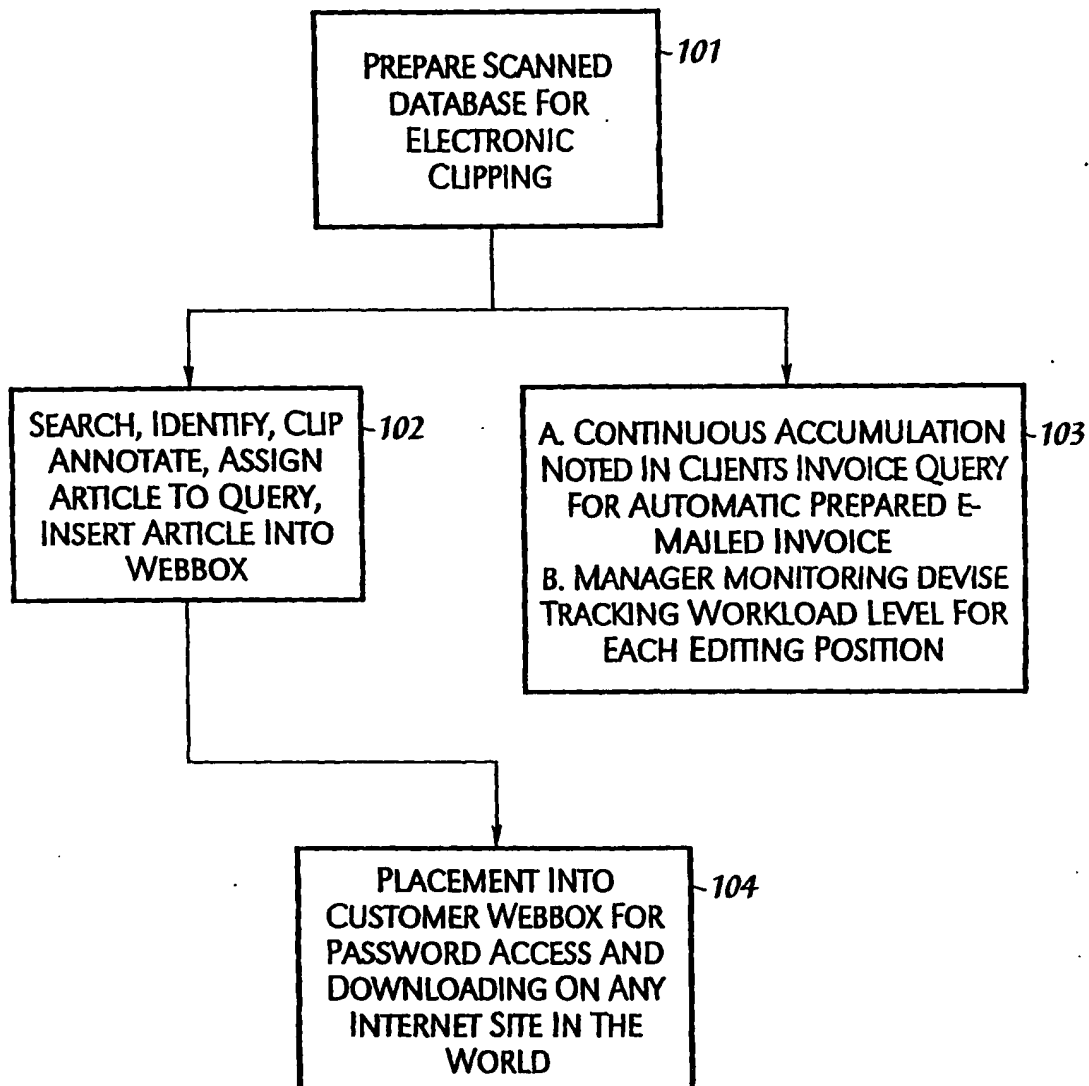 PREPARE SCANNED
DATABASE FOR
ELECTRONIC
CLIPPING
101
SEARCH, IDENTIFY, CLIP
ANNOTATE, ASSIGN
ARTICLE TO QUERY,
INSERT ARTICLE INTO
WEBBOX
102
A. CONTINUOUS ACCUMULATION
NOTED IN CLIENTS INVOICE QUERY
FOR AUTOMATIC PREPARED E-
MAILED INVOICE
B. MANAGER MONITORING DEVISE
TRACKING WORKLOAD LEVEL FOR
EACH EDITING POSITION
103
PLACEMENT INTO
CUSTOMER WEBBOX FOR
PASSWORD ACCESS AND
DOWNLOADING ON ANY
INTERNET SITE IN THE
WORLD
104